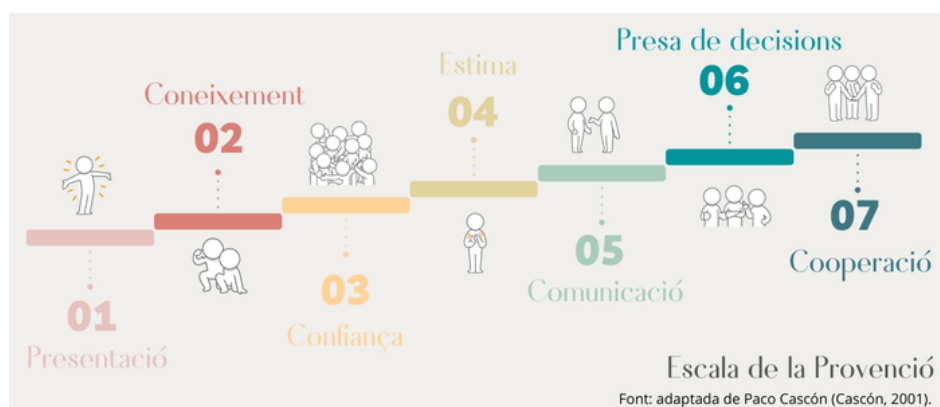 01
Presentació
Coneixement
02
03
Confiança
Estima
04
05
Comunicació
Presa de decisions
06
07
Cooperació
Escala de la Provenció
Font: adaptada de Paco Cascón (Cascón, 2001).